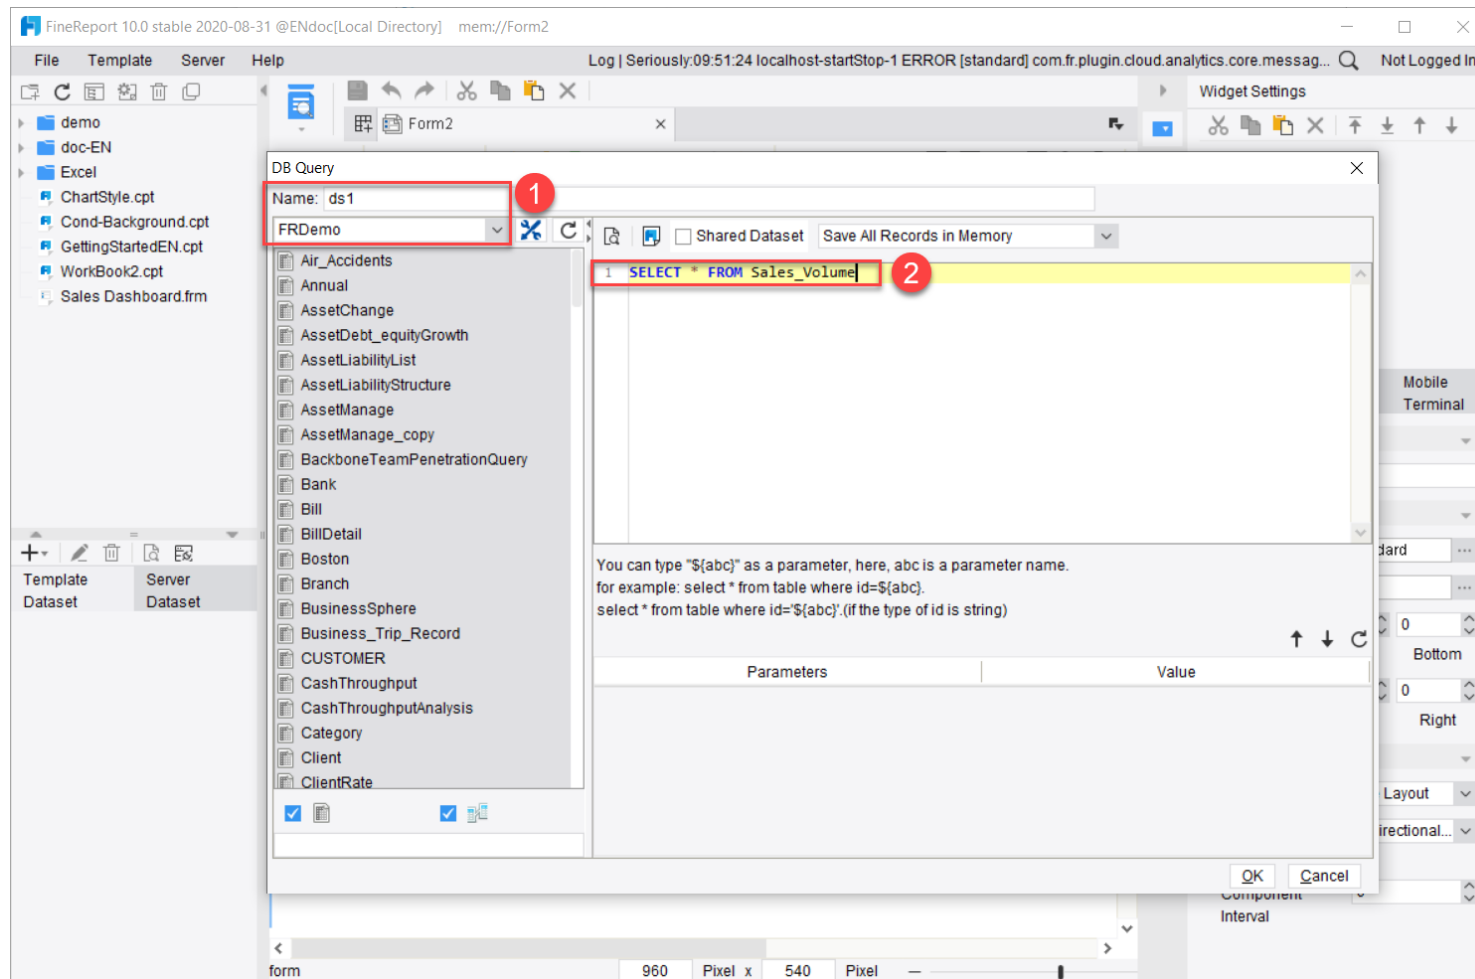 FineReport 10.0 stable 2020-08-31 @ENdoc[Local Directory] mem://Form2
File Template Server Help
Log | Seriously:09:51:24 localhost-startStop-1 ERROR [standard] com.fr.plugin.cloud.analytics.core.messag...
Not Logged In
demo
doc-EN
Excel
ChartStyle.cpt
Cond-Background.cpt
GettingStartedEN.cpt
WorkBook2.cpt
Sales Dashboard.frm
Form2
Widget Settings
DB Query
Name: ds1
1
FRDemo
Shared Dataset
Save All Records in Memory
1 SELECT * FROM Sales_Volume
2
Air_Accidents
Annual
AssetChange
AssetDebt_equityGrowth
AssetLiabilityList
AssetLiabilityStructure
AssetManage
AssetManage_copy
BackboneTeamPenetrationQuery
Bank
Bill
BillDetail
Boston
Branch
BusinessSphere
Business_Trip_Record
CUSTOMER
CashThroughput
CashThroughputAnalysis
Category
Client
ClientRate
You can type "${abc}" as a parameter, here, abc is a parameter name.
for example: select * from table where id=${abc}.
select * from table where id='${abc}'.(if the type of id is string)
Parameters Value
OK Cancel
Template
Dataset
Server
Dataset
Mobile
Terminal
dard
0
Bottom
0
Right
Layout
irectional...
Component
Interval
form
960 Pixel x 540 Pixel